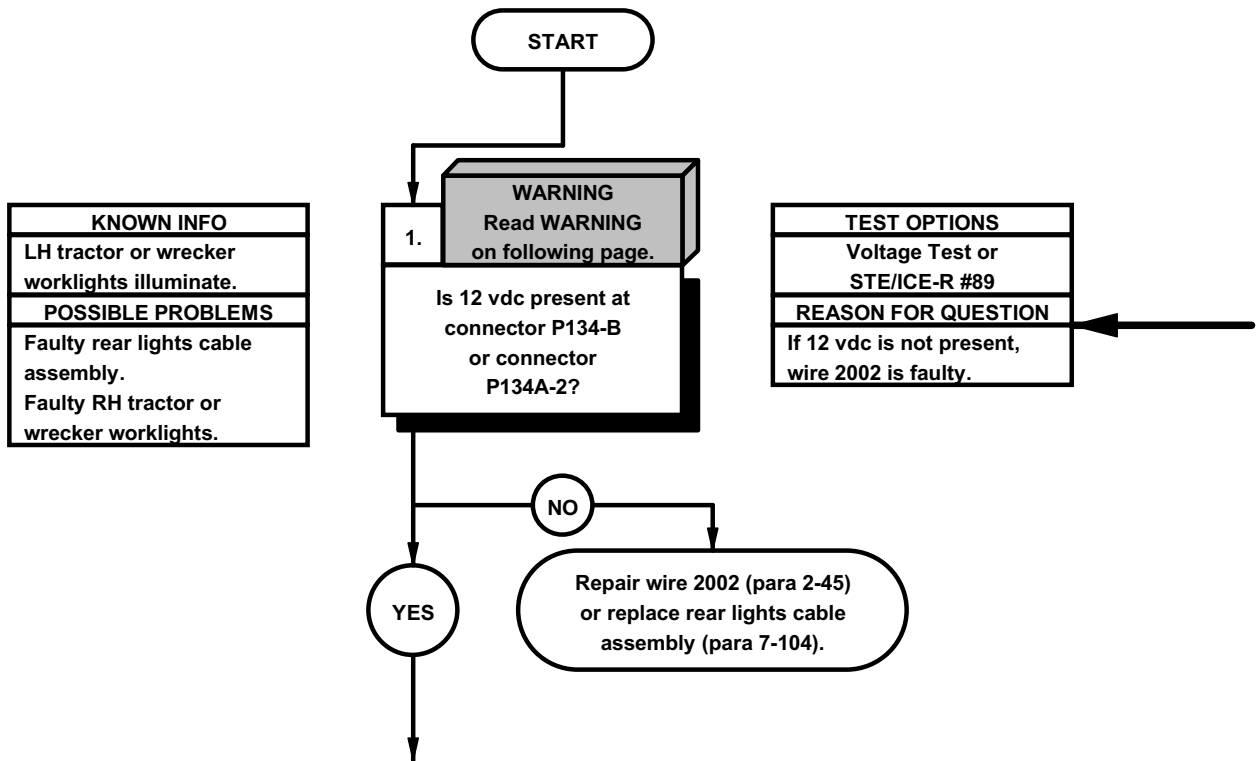 START
KNOWN INFO
LH tractor or wrecker
worklights illuminate.
POSSIBLE PROBLEMS
Faulty rear lights cable
assembly.
Faulty RH tractor or
wrecker worklights.
1.
WARNING
Read WARNING
on following page.
Is 12 vdc present at
connector P134-B
or connector
P134A-2?
TEST OPTIONS
Voltage Test or
STE/ICE-R #89
REASON FOR QUESTION
If 12 vdc is not present,
wire 2002 is faulty.
NO
YES
Repair wire 2002 (para 2-45)
or replace rear lights cable
assembly (para 7-104).